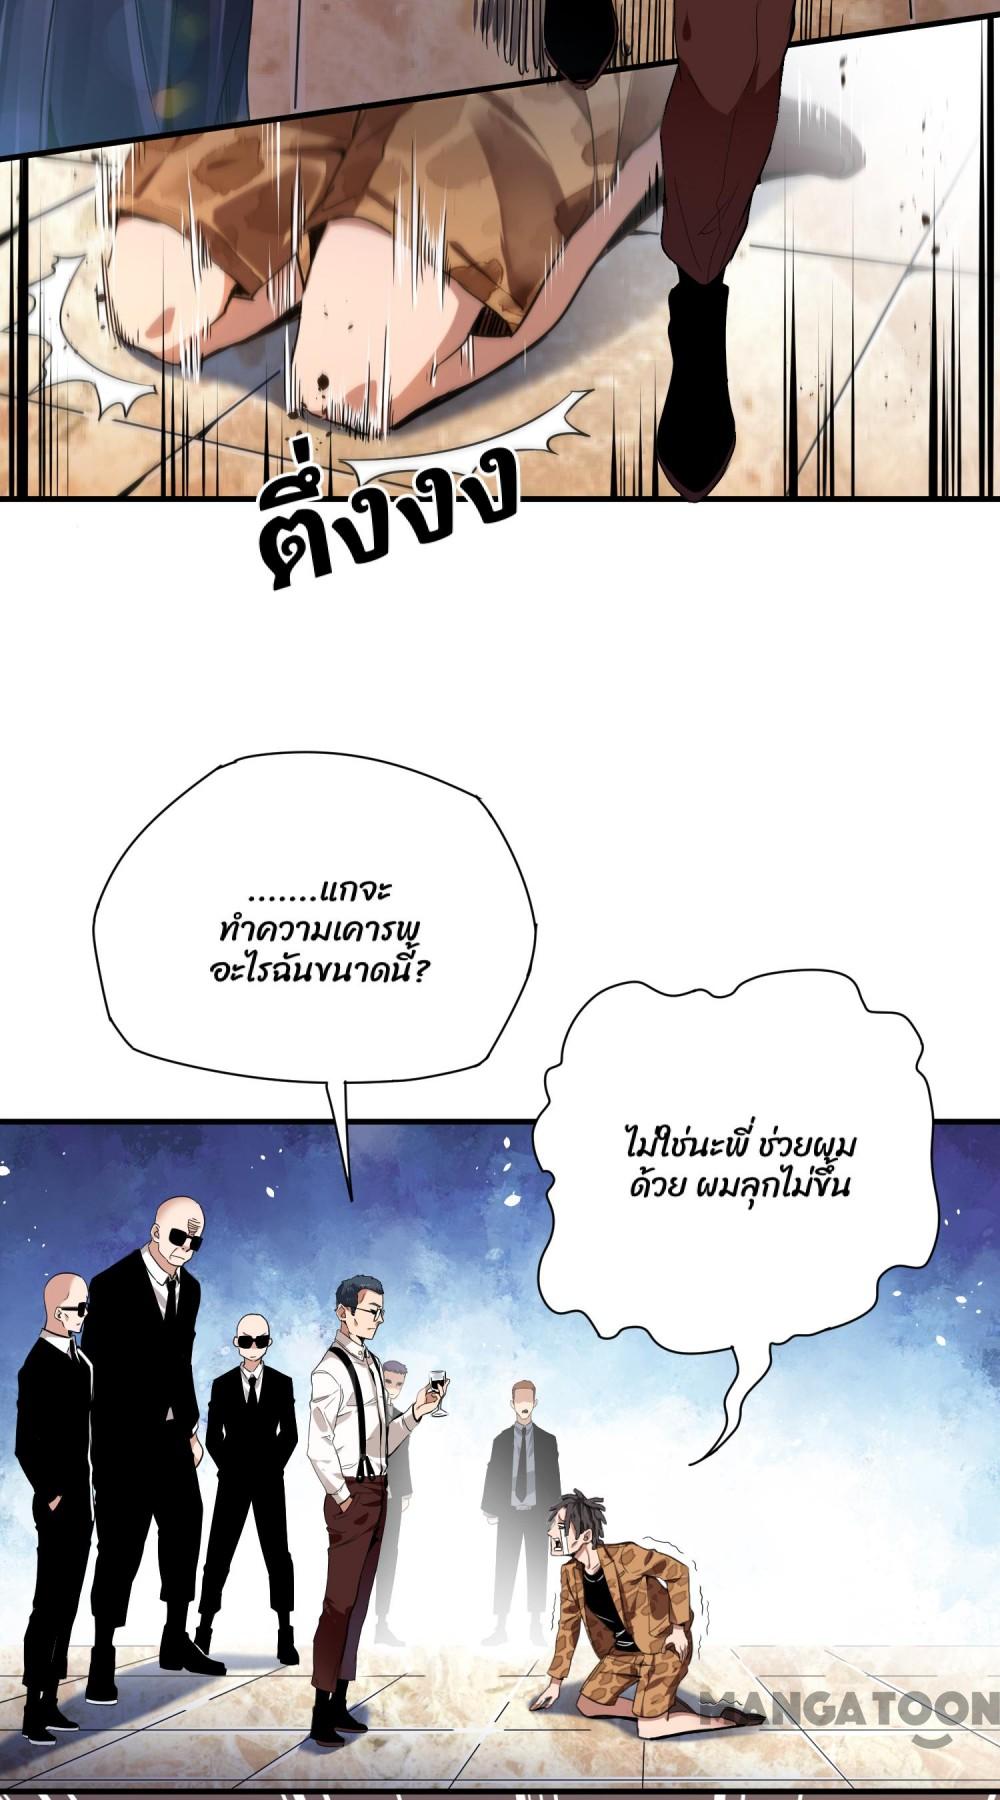 ตึ่งงง
.......แกจะ
ทำความเคารพ
อะไรฉันขนาดนี้?
ไม่ใช่นะพี่ ช่วยผม
ด้วย ผมลุกไม่ขึ้น
MANGATOON